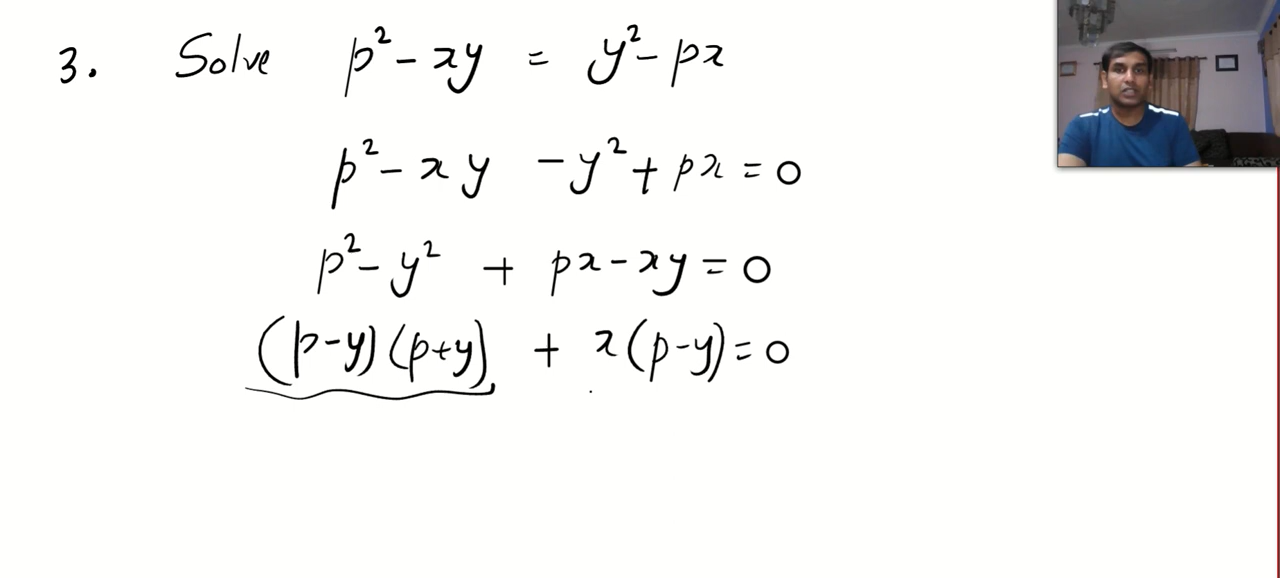 3. Solve p² - xy = y² - px
p² - xy - y² + px = 0
p² - y² + px - xy = 0
(p-y)(p+y) + x(p-y) = 0